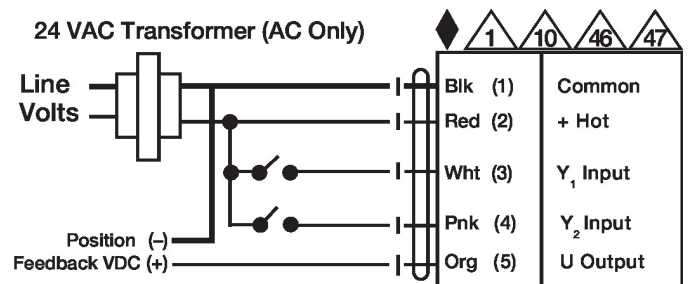 24 VAC Transformer (AC Only)
1 10 46 47
Line
Volts
Blk (1) Common
Red (2) + Hot
Wht (3) Y1 Input
Pnk (4) Y2 Input
Position (–)
Feedback VDC (+)
Org (5) U Output